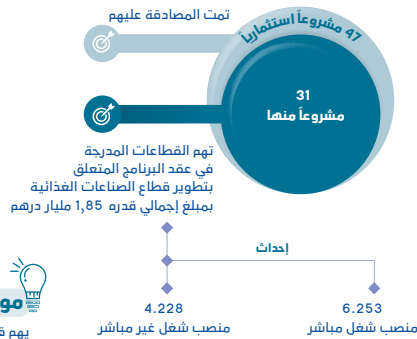 تمت المصادقة عليهم
47 مشروعاً استثمارياً
31
مشروعاً منها
تهم القطاعات المدرجة
في عقد البرنامج المتعلق
بتطوير قطاع الصناعات الغذائية
بمبلغ إجمالي قدره 1,85 مليار درهم
إحداث
6.253
منصب شغل مباشر
4.228
منصب شغل غير مباشر
يهم